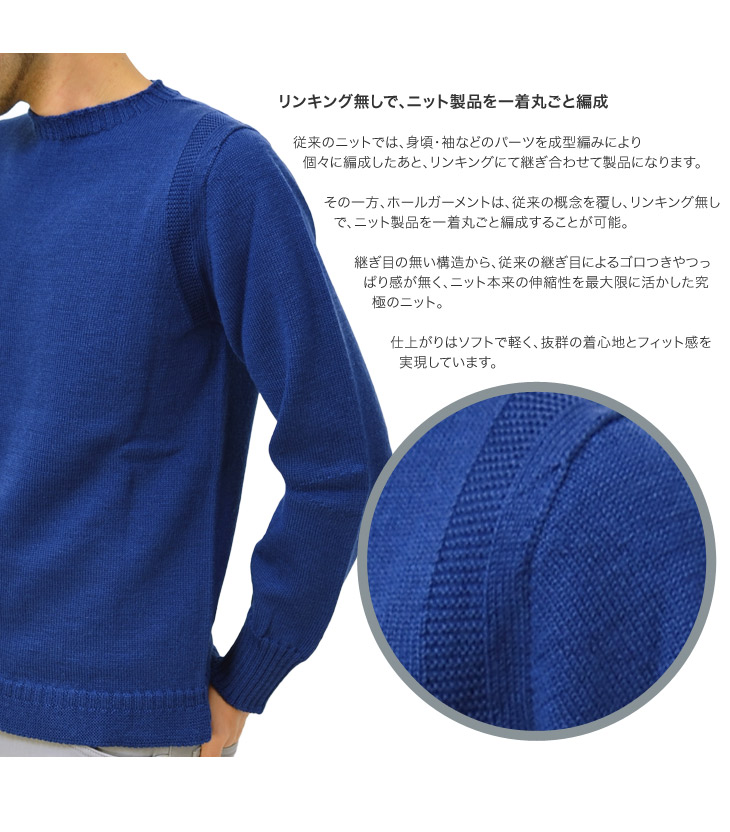 リンキング無しで、ニット製品を一着丸ごと編成
従来のニットでは、身頃・袖などのパーツを成型編みにより
個々に編成したあと、リンキングにて継ぎ合わせて製品になります。
その一方、ホールガーメントは、従来の概念を覆し、リンキング無し
で、ニット製品を一着丸ごと編成することが可能。
継ぎ目の無い構造から、従来の継ぎ目によるゴロつきやつっ
ぱり感が無く、ニット本来の伸縮性を最大限に活かした究
極のニット。
仕上がりはソフトで軽く、抜群の着心地とフィット感を
実現しています。